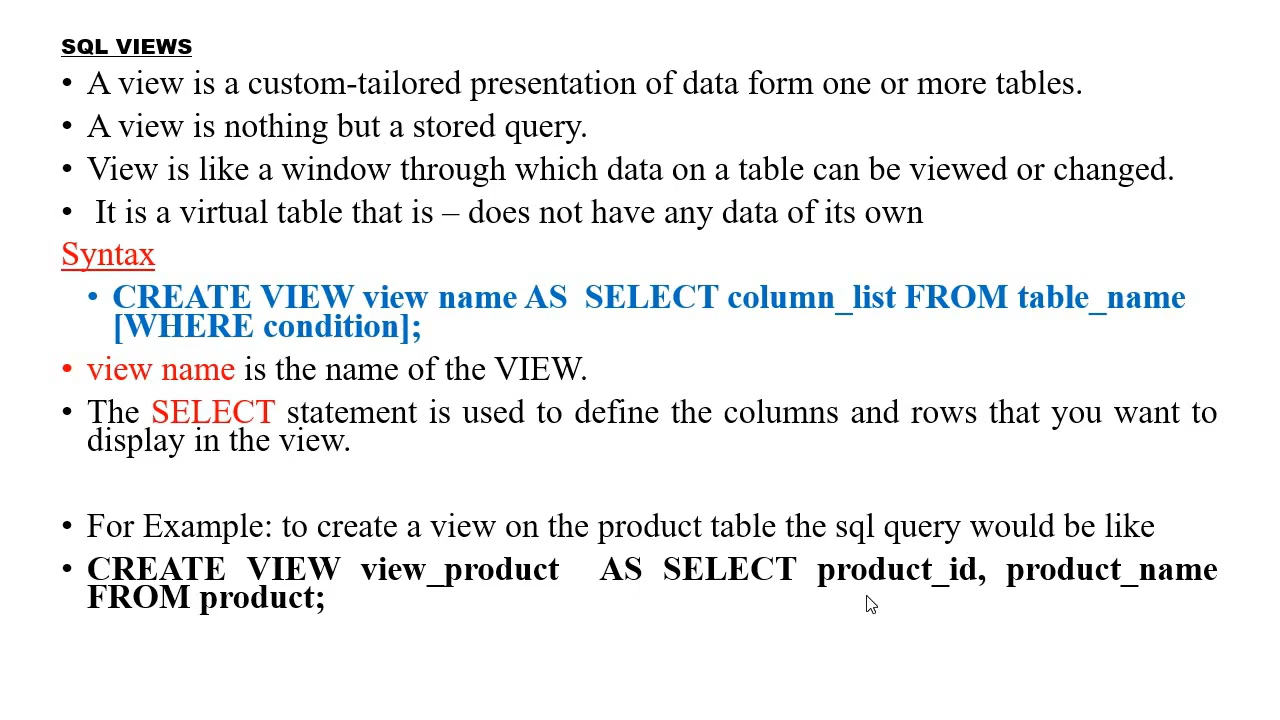 SQL VIEWS
• A view is a custom-tailored presentation of data form one or more tables.
• A view is nothing but a stored query.
• View is like a window through which data on a table can be viewed or changed.
• It is a virtual table that is – does not have any data of its own
Syntax
• CREATE VIEW view name AS SELECT column_list FROM table_name
[WHERE condition];
• view name is the name of the VIEW.
• The SELECT statement is used to define the columns and rows that you want to
display in the view.
• For Example: to create a view on the product table the sql query would be like
• CREATE VIEW view_product AS SELECT product_id, product_name
FROM product;